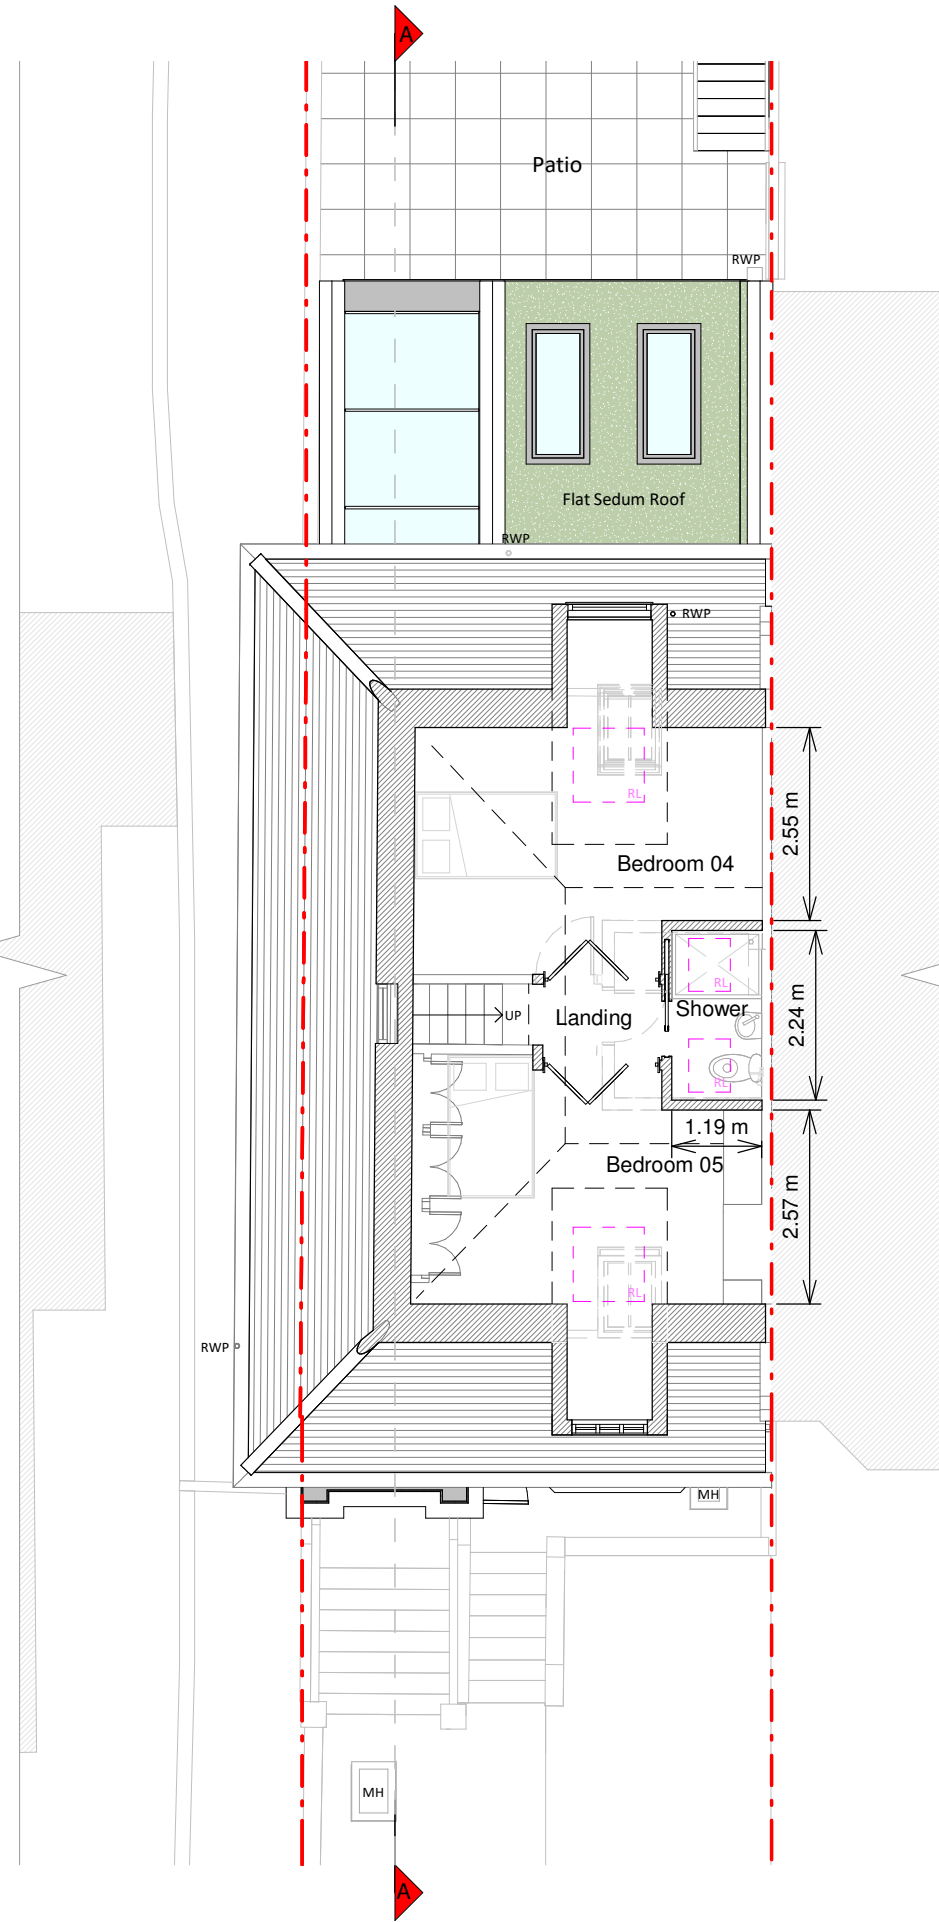 A
Patio
RWP
Flat Sedum Roof
RWP
RWP
RL
2.55 m
Bedroom 04
RL
Shower
UP
Landing
2.24 m
RL
1.19 m
Bedroom 05
2.57 m
RL
RWP
MH
MH
A